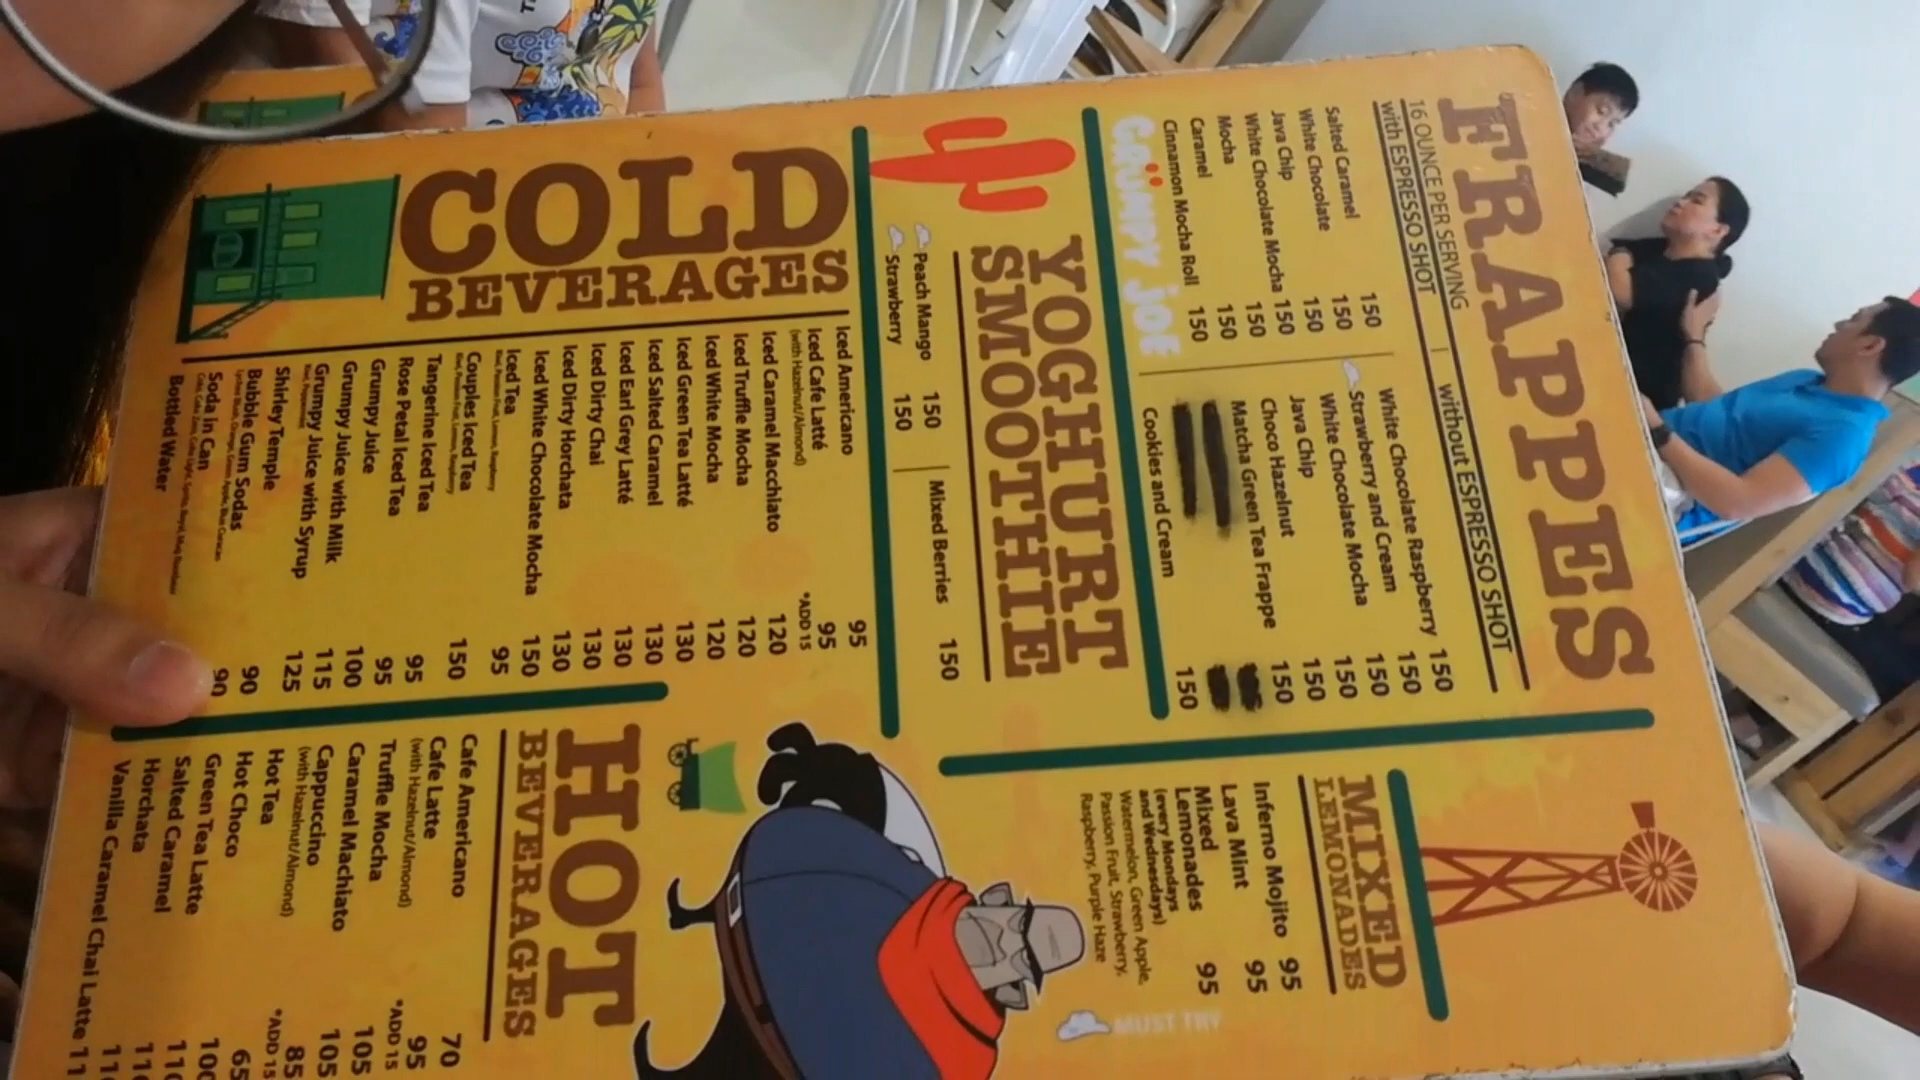 FRAPPES
16 OUNCE PER SERVING
with ESPRESSO SHOT | without ESPRESSO SHOT
Salted Caramel 150
White Chocolate 150
Java Chip 150
White Chocolate Mocha 150
Mocha 150
Caramel 150
Cinnamon Mocha Roll 150
White Chocolate Raspberry 150
Strawberry and Cream 150
White Chocolate Mocha 150
Java Chip 150
Choco Hazelnut 150
Matcha Green Tea Frappe 150
Cookies and Cream 150
GRUMPY JOE
YOGHURT
SMOOTHIE
Peach Mango 150
Strawberry 150
Mixed Berries 150
COLD
BEVERAGES
Iced Americano 95
Iced Cafe Latté 95
(with Hazelnut/Almond) *ADD 15
Iced Caramel Macchiato 120
Iced Truffle Mocha 120
Iced White Mocha 120
Iced Green Tea Latté 130
Iced Salted Caramel 130
Iced Earl Grey Latté 130
Iced Dirty Chai 130
Iced Dirty Horchata 130
Iced White Chocolate Mocha 150
Iced Tea 95
Couples Iced Tea 150
Tangerine Iced Tea 95
Rose Petal Iced Tea 95
Grumpy Juice 100
Grumpy Juice with Milk 115
Grumpy Juice with Syrup 125
Shirley Temple 90
Bubble Gum Sodas 90
Soda in Can
Bottled Water
MIXED
LEMONADES
Inferno Mojito 95
Lava Mint 95
Mixed
Lemonades 95
(every Mondays
and Wednesdays)
Watermelon, Green Apple,
Passion Fruit, Strawberry,
Raspberry, Purple Haze
MUST TRY
HOT
BEVERAGES
Cafe Americano 70
Cafe Latte 95
(with Hazelnut/Almond) *ADD 15
Truffle Mocha 105
Caramel Machiato 105
Cappuccino 85
(with Hazelnut/Almond) *ADD 15
Hot Tea 65
Hot Choco 100
Green Tea Latte
Salted Caramel
Horchata
Vanilla Caramel Chai Latte